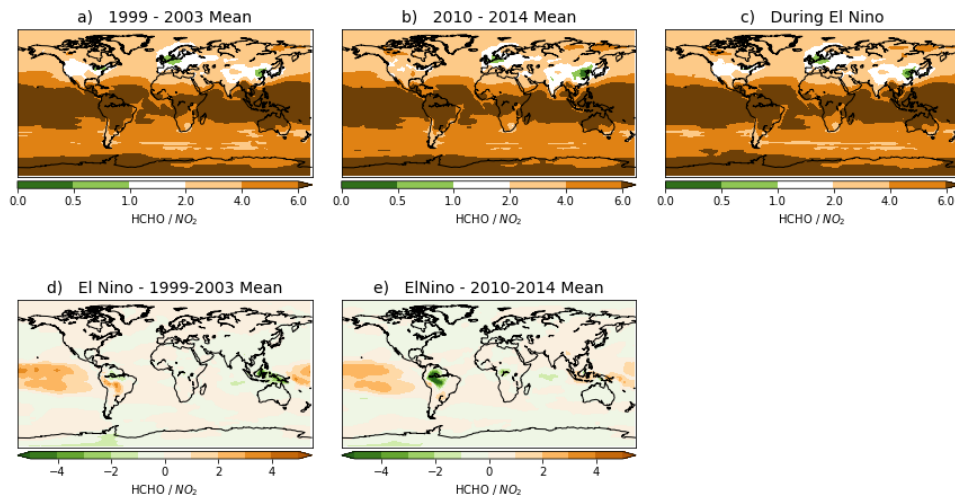 a) 1999 - 2003 Mean
b) 2010 - 2014 Mean
c) During El Nino
0.0 0.5 1.0 2.0 4.0 6.0
0.0 0.5 1.0 2.0 4.0 6.0
0.0 0.5 1.0 2.0 4.0 6.0
HCHO / NO₂
HCHO / NO₂
HCHO / NO₂
d) El Nino - 1999-2003 Mean
e) ElNino - 2010-2014 Mean
−4 −2 0 2 4
−4 −2 0 2 4
HCHO / NO₂
HCHO / NO₂